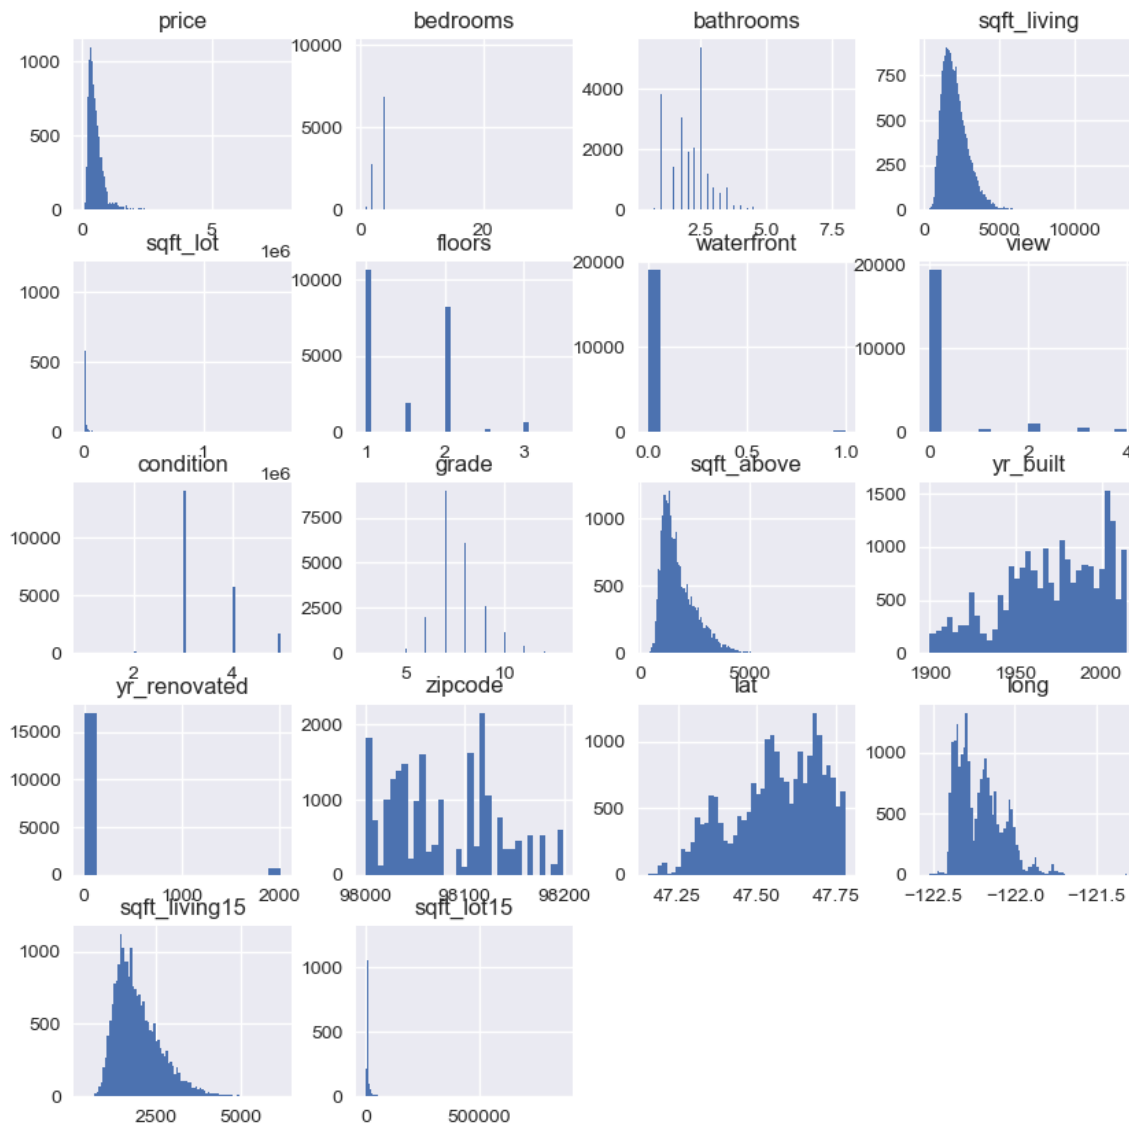 price bedrooms bathrooms sqft_living
1000 500 0 0 5 1e6
10000 5000 0 0 20
4000 2000 0 2.5 5.0 7.5
750 500 250 0 0 5000 10000
sqft_lot floors waterfront view
1000 500 0 0 1 1e6
10000 5000 0 1 2 3
20000 10000 0 0.0 0.5 1.0
20000 10000 0 0 2 4
condition grade sqft_above yr_built
10000 5000 0 2 4
7500 5000 2500 0 5 10
1000 500 0 0 5000
1500 1000 500 0 1900 1950 2000
yr_renovated zipcode lat long
15000 10000 5000 0 0 1000 2000
2000 1000 0 98000 98100 98200
1000 500 0 47.25 47.50 47.75
1000 500 0 −122.5 −122.0 −121.5
sqft_living15 sqft_lot15
1000 500 0 2500 5000
1000 500 0 0 500000